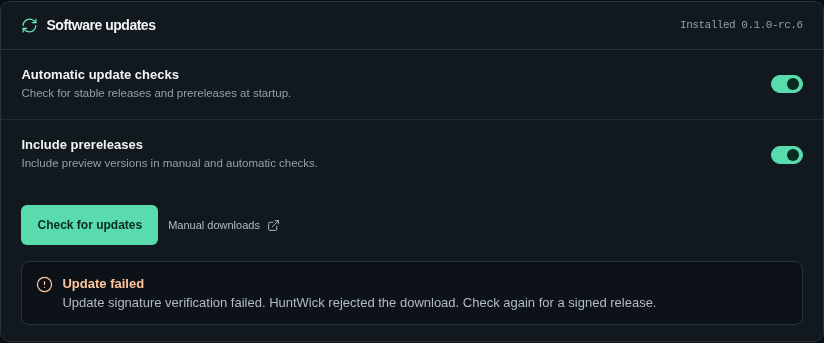 Software updates
Installed 0.1.0-rc.6
Automatic update checks
Check for stable releases and prereleases at startup.
Include prereleases
Include preview versions in manual and automatic checks.
Check for updates
Manual downloads
Update failed
Update signature verification failed. HuntWick rejected the download. Check again for a signed release.